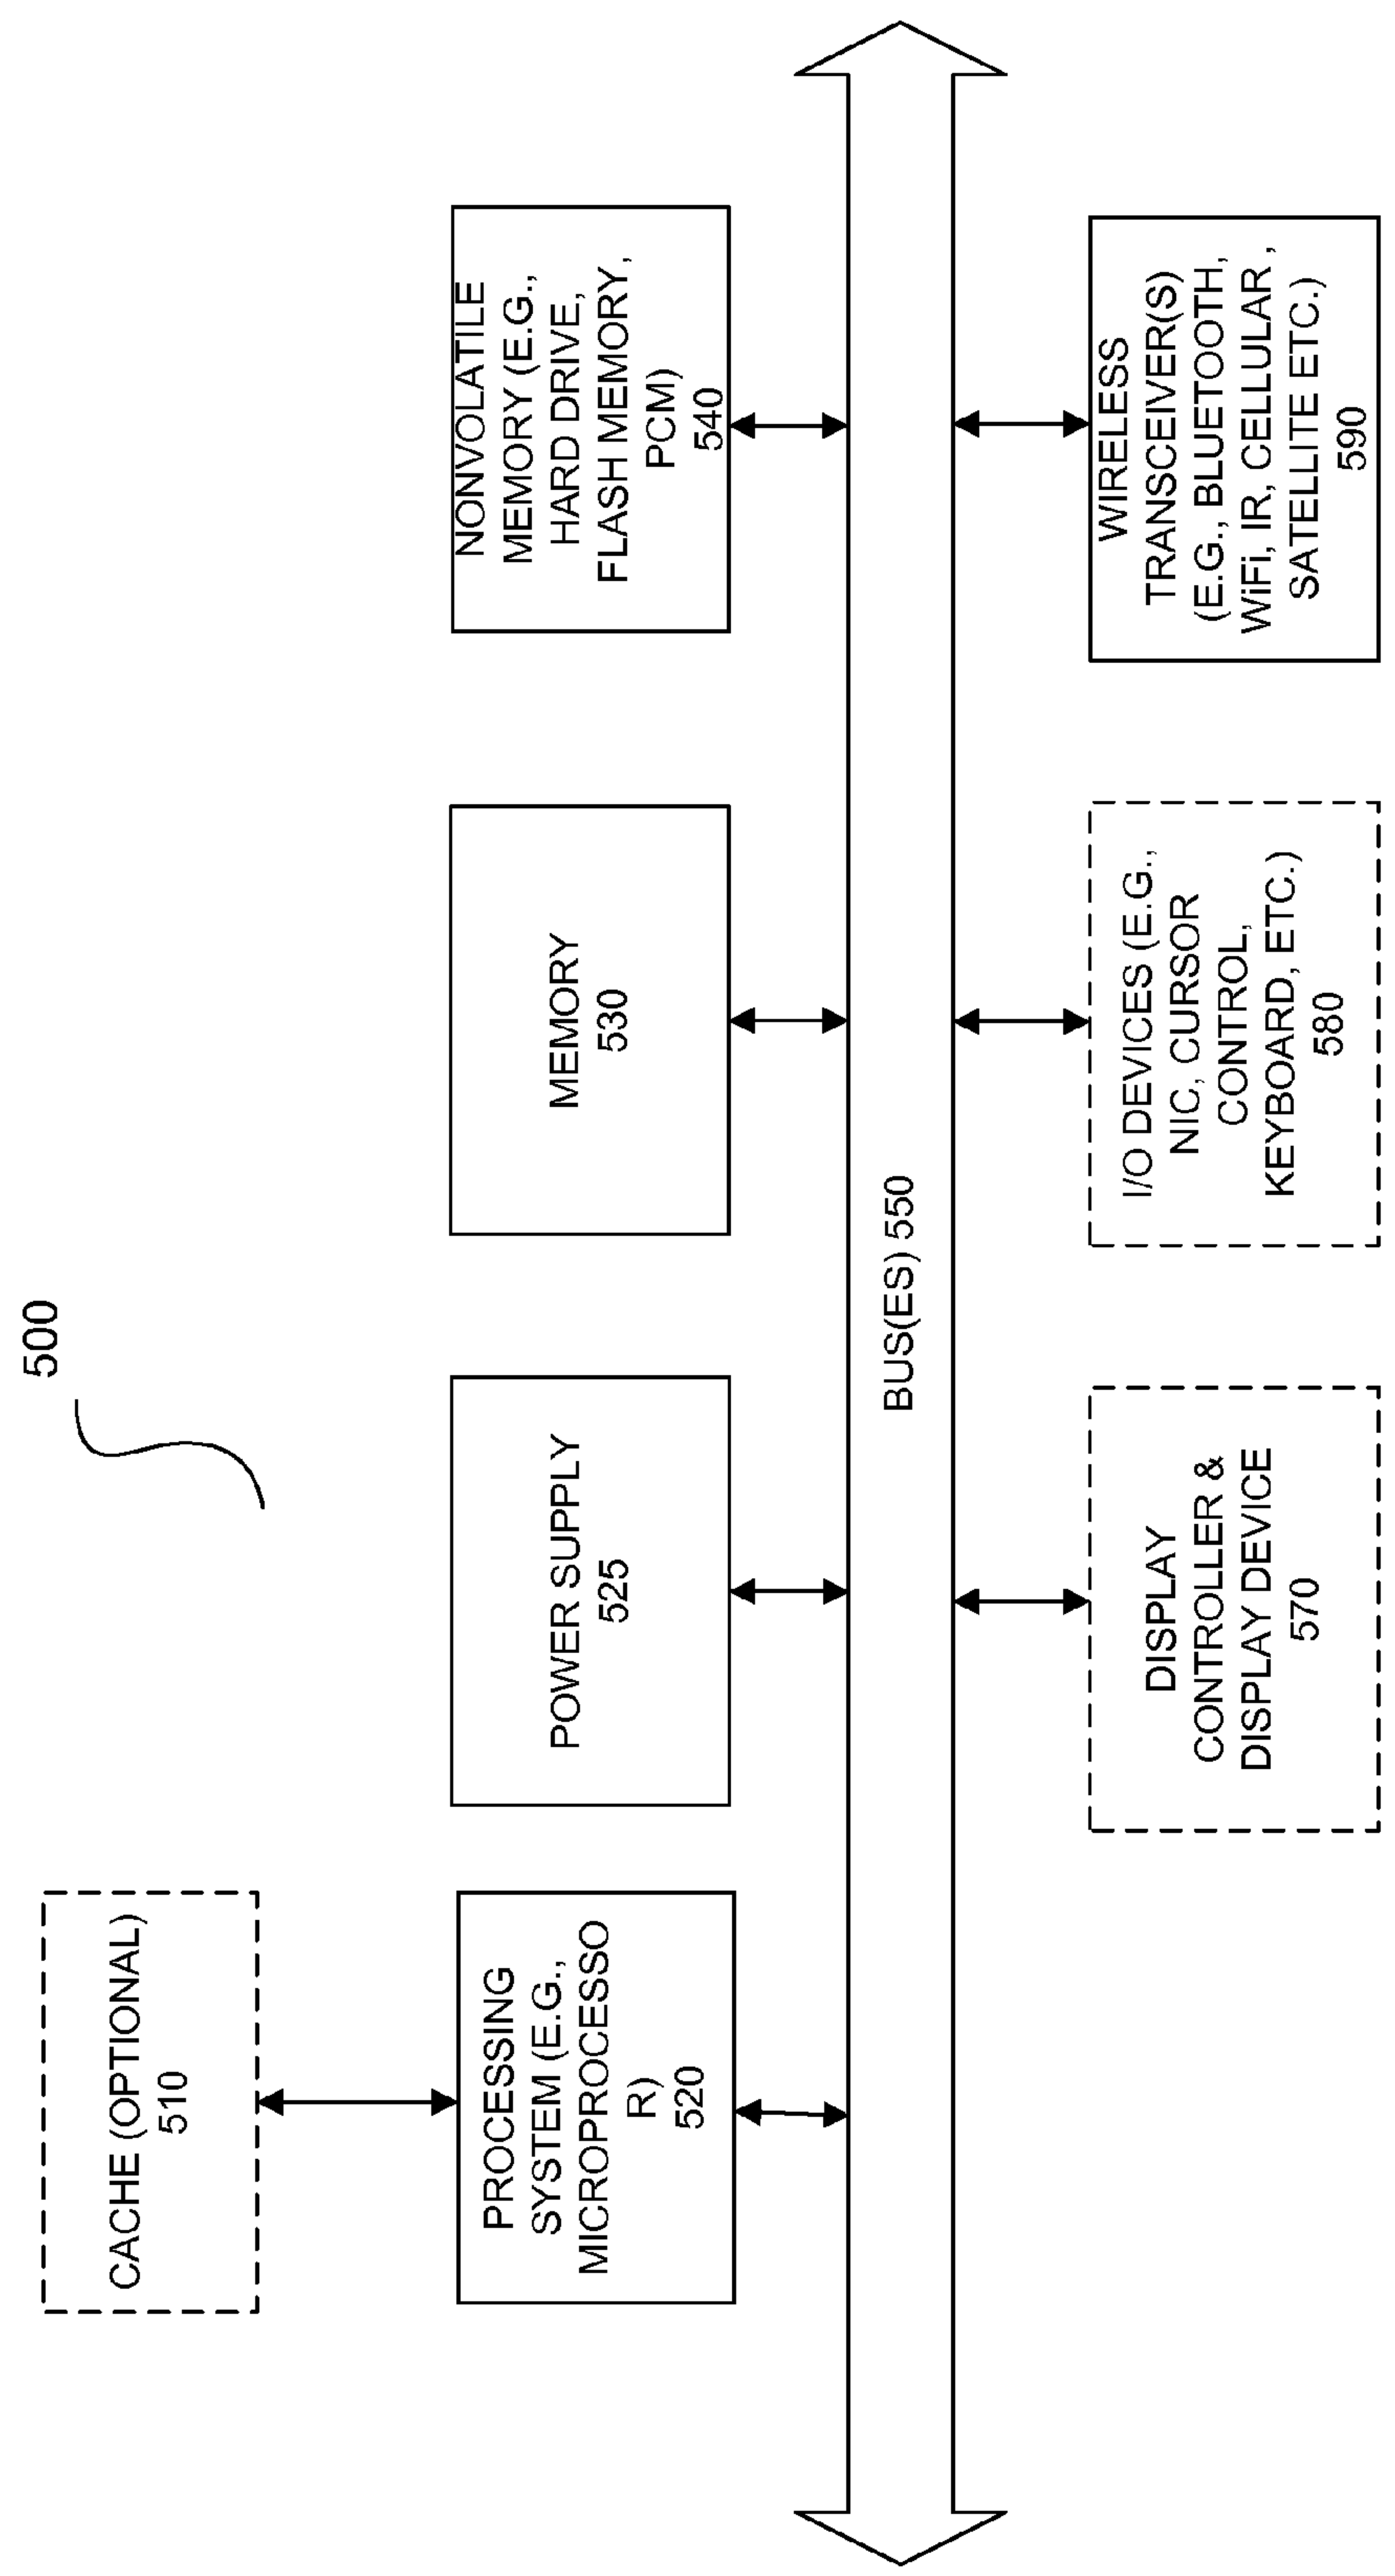 500
CACHE (OPTIONAL)
510
PROCESSING
SYSTEM (E.G.,
MICROPROCESSO
R)
520
POWER SUPPLY
525
MEMORY
530
NONVOLATILE
MEMORY (E.G.,
HARD DRIVE,
FLASH MEMORY,
PCM)
540
BUS(ES) 550
DISPLAY
CONTROLLER &
DISPLAY DEVICE
570
I/O DEVICES (E.G.,
NIC, CURSOR
CONTROL,
KEYBOARD, ETC.)
580
WIRELESS
TRANSCEIVER(S)
(E.G., BLUETOOTH,
WiFi, IR, CELLULAR ,
SATELLITE ETC.)
590